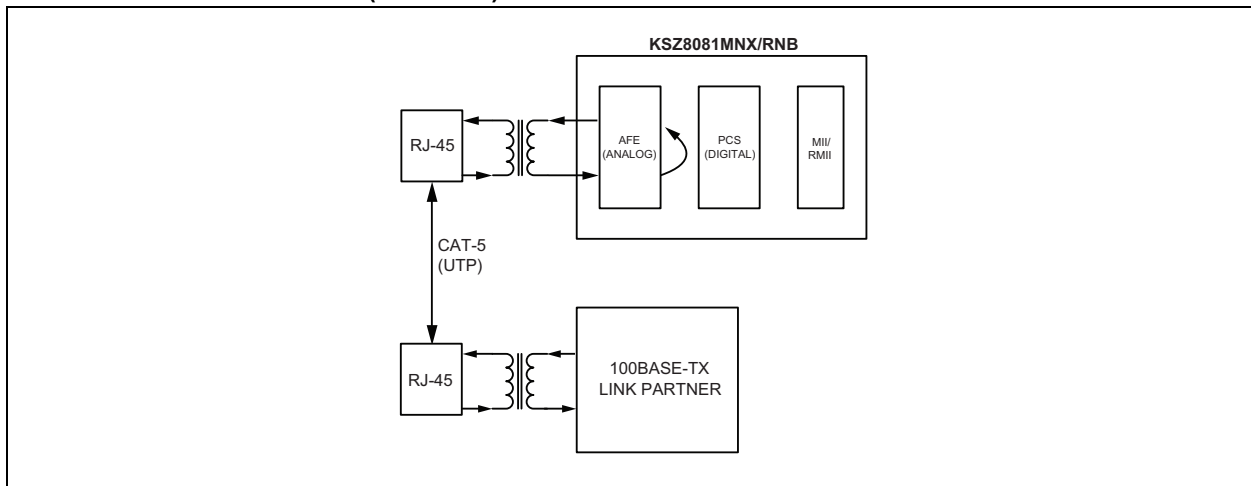 KSZ8081MNX/RNB
RJ-45
AFE
(ANALOG)
PCS
(DIGITAL)
MII/
RMII
CAT-5
(UTP)
RJ-45
100BASE-TX
LINK PARTNER